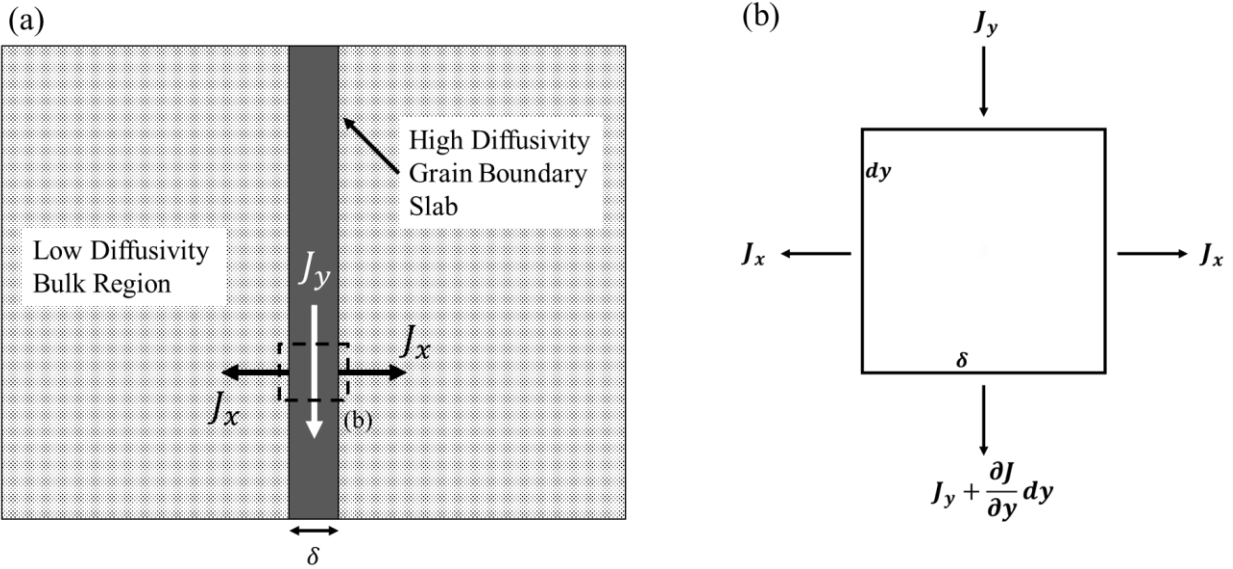 (a)
High Diffusivity
Grain Boundary
Slab
Low Diffusivity
Bulk Region
J_y
J_x
J_x
(b)
δ
(b)
J_y
dy
J_x
J_x
δ
J_y + ∂J/∂y dy